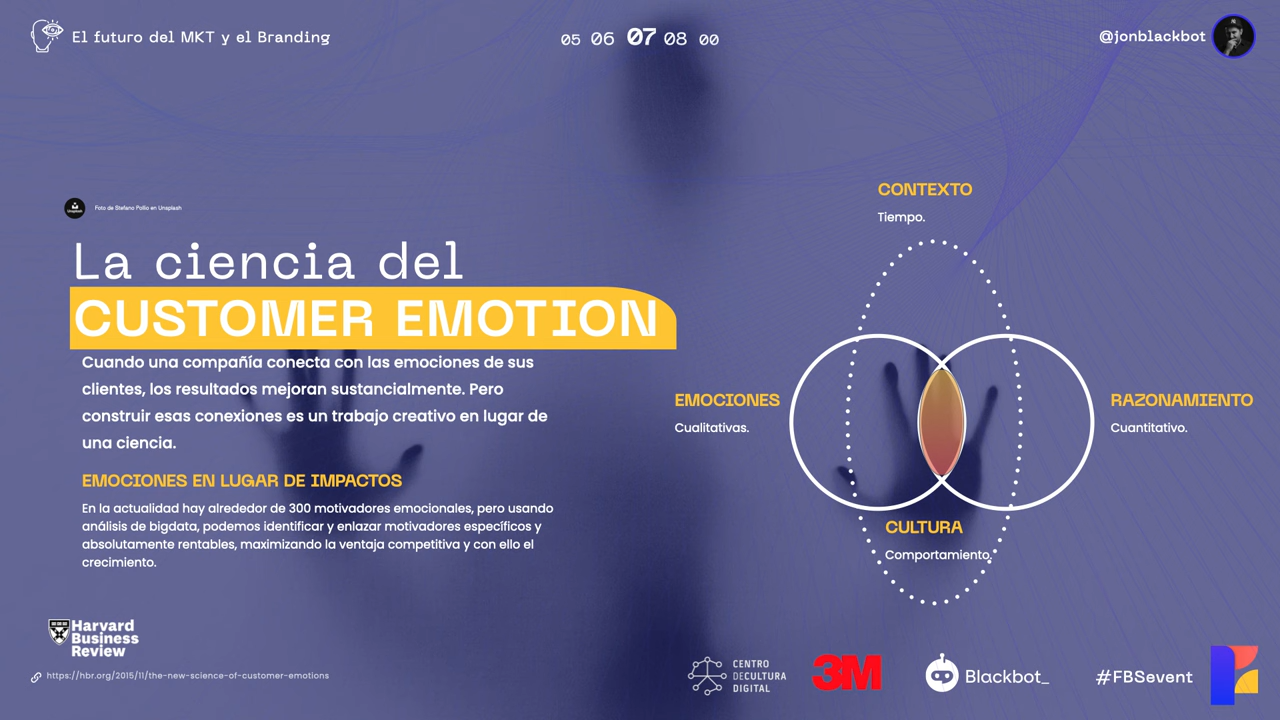 El futuro del MKT y el Branding
05 06 07 08 00
@jonblackbot
Unsplash
Foto de Stefano Pollio en Unsplash
La ciencia del
CUSTOMER EMOTION
Cuando una compañía conecta con las emociones de sus
clientes, los resultados mejoran sustancialmente. Pero
construir esas conexiones es un trabajo creativo en lugar de
una ciencia.
EMOCIONES EN LUGAR DE IMPACTOS
En la actualidad hay alrededor de 300 motivadores emocionales, pero usando
análisis de bigdata, podemos identificar y enlazar motivadores específicos y
absolutamente rentables, maximizando la ventaja competitiva y con ello el
crecimiento.
CONTEXTO
Tiempo.
EMOCIONES
Cualitativas.
RAZONAMIENTO
Cuantitativo.
CULTURA
Comportamiento.
Harvard
Business
Review
https://hbr.org/2015/11/the-new-science-of-customer-emotions
CENTRO
DECULTURA
DIGITAL
3M
Blackbot_
#FBSevent